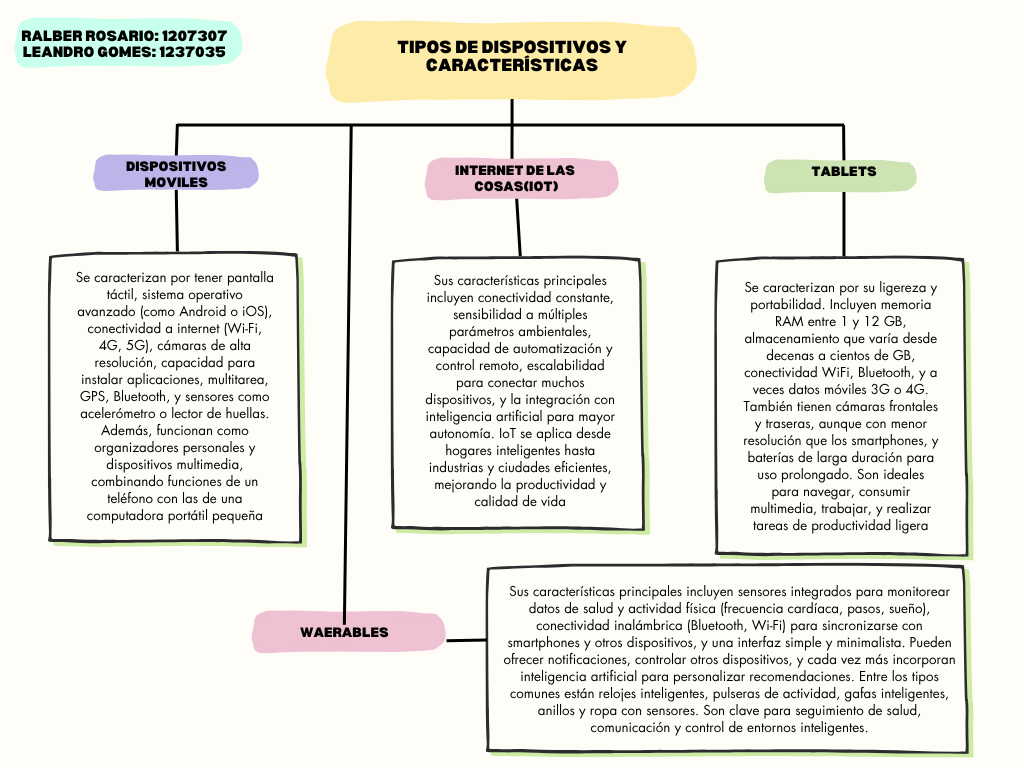 RALBER ROSARIO: 1207307
LEANDRO GOMES: 1237035
TIPOS DE DISPOSITIVOS Y
CARACTERÍSTICAS
DISPOSITIVOS
MOVILES
Se caracterizan por tener pantalla
táctil, sistema operativo
avanzado (como Android o iOS),
conectividad a internet (Wi-Fi,
4G, 5G), cámaras de alta
resolución, capacidad para
instalar aplicaciones, multitarea,
GPS, Bluetooth, y sensores como
acelerómetro o lector de huellas.
Además, funcionan como
organizadores personales y
dispositivos multimedia,
combinando funciones de un
teléfono con las de una
computadora portátil pequeña
INTERNET DE LAS
COSAS(IOT)
Sus características principales
incluyen conectividad constante,
sensibilidad a múltiples
parámetros ambientales,
capacidad de automatización y
control remoto, escalabilidad
para conectar muchos
dispositivos, y la integración con
inteligencia artificial para mayor
autonomía. IoT se aplica desde
hogares inteligentes hasta
industrias y ciudades eficientes,
mejorando la productividad y
calidad de vida
TABLETS
Se caracterizan por su ligereza y
portabilidad. Incluyen memoria
RAM entre 1 y 12 GB,
almacenamiento que varía desde
decenas a cientos de GB,
conectividad WiFi, Bluetooth, y a
veces datos móviles 3G o 4G.
También tienen cámaras frontales
y traseras, aunque con menor
resolución que los smartphones, y
baterías de larga duración para
uso prolongado. Son ideales
para navegar, consumir
multimedia, trabajar, y realizar
tareas de productividad ligera
WAERABLES
Sus características principales incluyen sensores integrados para monitorear
datos de salud y actividad física (frecuencia cardíaca, pasos, sueño),
conectividad inalámbrica (Bluetooth, Wi-Fi) para sincronizarse con
smartphones y otros dispositivos, y una interfaz simple y minimalista. Pueden
ofrecer notificaciones, controlar otros dispositivos, y cada vez más incorporan
inteligencia artificial para personalizar recomendaciones. Entre los tipos
comunes están relojes inteligentes, pulseras de actividad, gafas inteligentes,
anillos y ropa con sensores. Son clave para seguimiento de salud,
comunicación y control de entornos inteligentes.